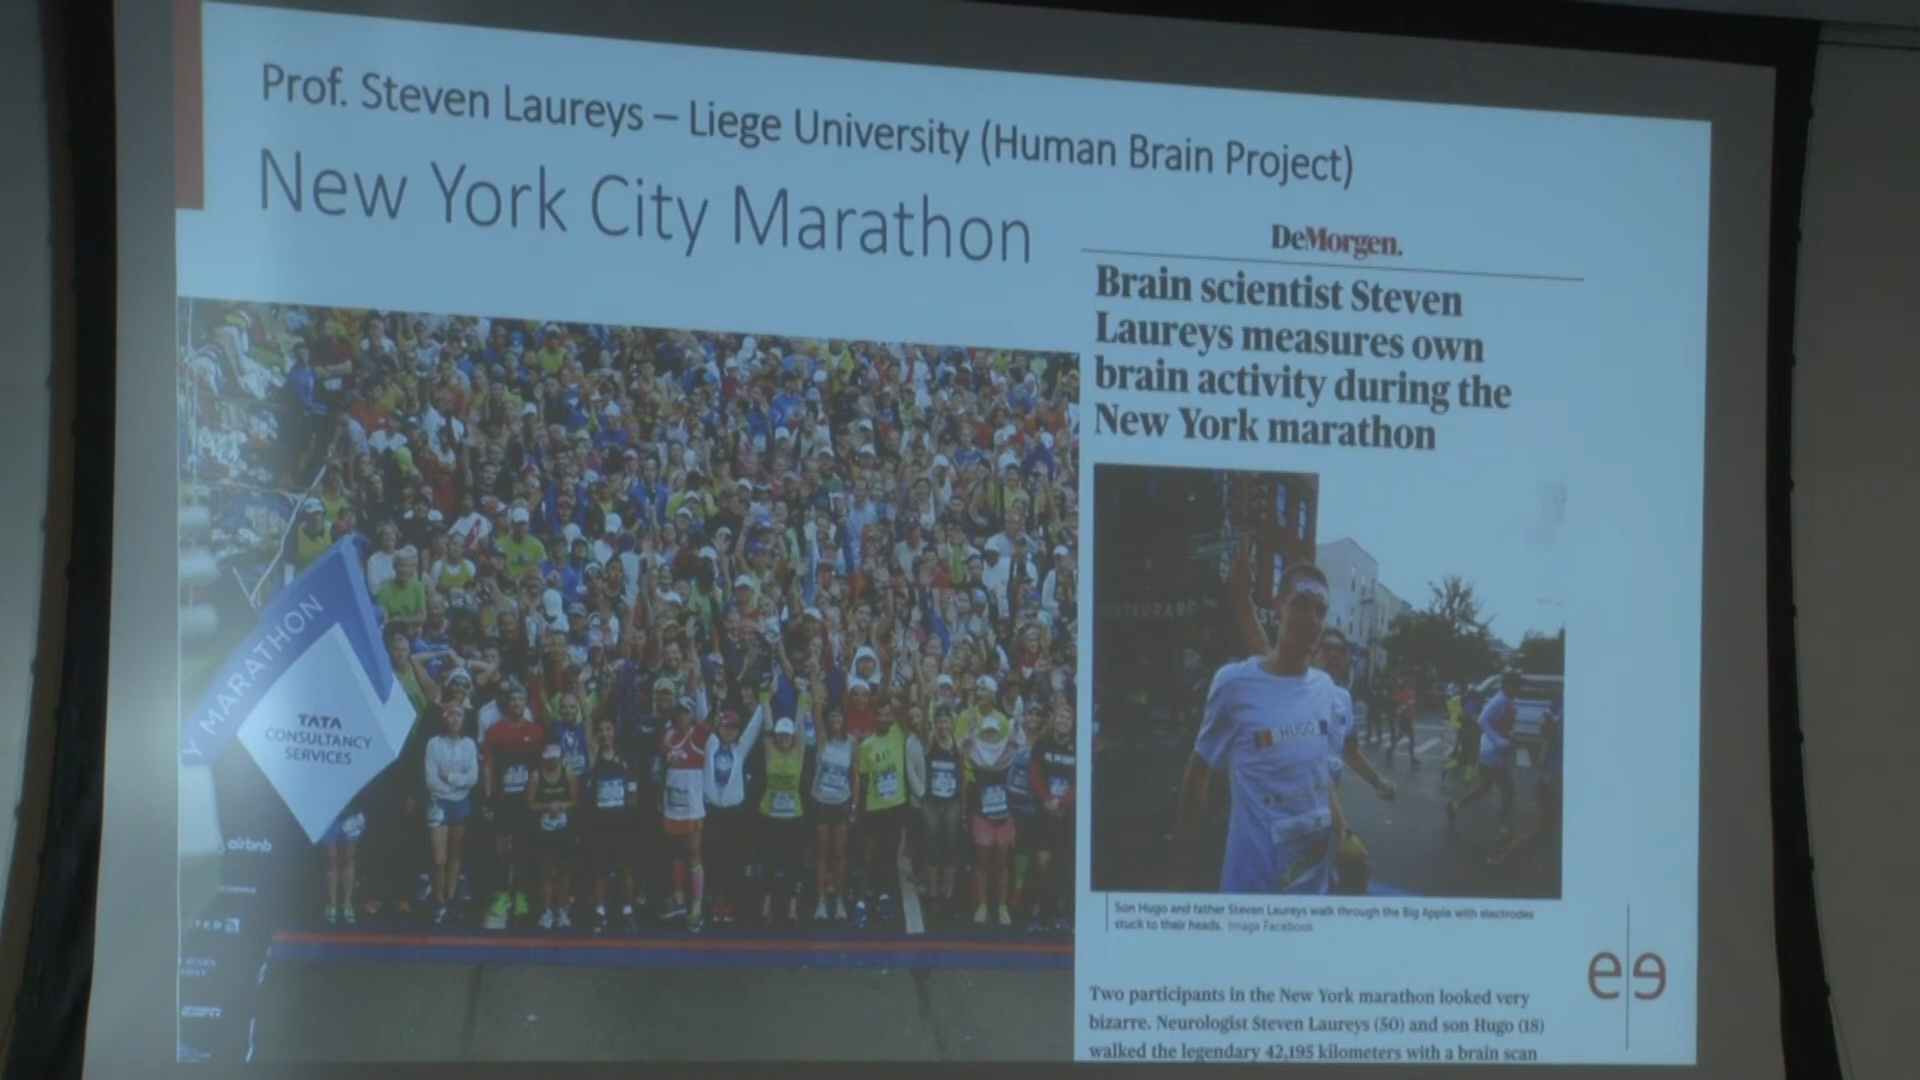 Prof. Steven Laureys – Liege University (Human Brain Project)
New York City Marathon
DeMorgen.
Brain scientist Steven
Laureys measures own
brain activity during the
New York marathon
Y MARATHON
TATA
CONSULTANCY
SERVICES
airbnb
HUGO
Son Hugo and father Steven Laureys walk through the Big Apple with electrodes
stuck to their heads. Image Facebook
Two participants in the New York marathon looked very
bizarre. Neurologist Steven Laureys (50) and son Hugo (18)
walked the legendary 42,195 kilometers with a brain scan